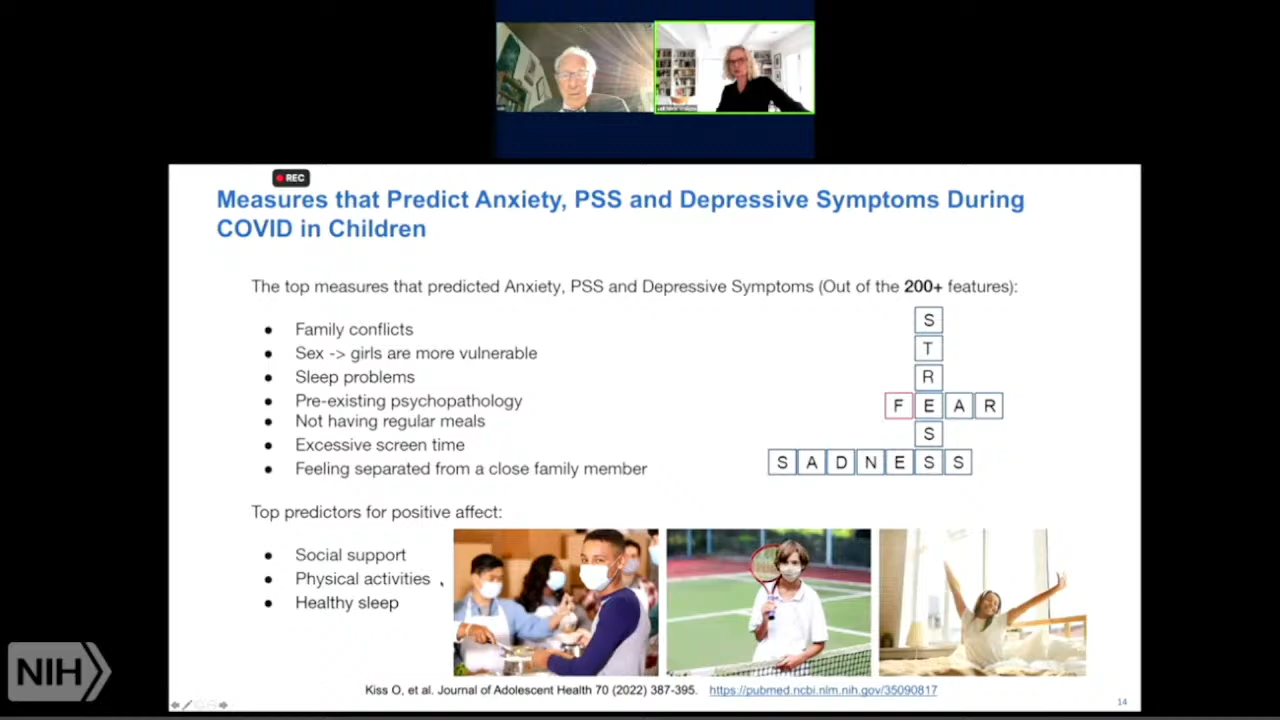 REC
Measures that Predict Anxiety, PSS and Depressive Symptoms During
COVID in Children
The top measures that predicted Anxiety, PSS and Depressive Symptoms (Out of the 200+ features):
● Family conflicts
● Sex -> girls are more vulnerable
● Sleep problems
● Pre-existing psychopathology
● Not having regular meals
● Excessive screen time
● Feeling separated from a close family member
S
T
R
F E A R
S
S A D N E S S
Top predictors for positive affect:
● Social support
● Physical activities
● Healthy sleep
Kiss O, et al. Journal of Adolescent Health 70 (2022) 387-395. https://pubmed.ncbi.nlm.nih.gov/35090817
14
NIH